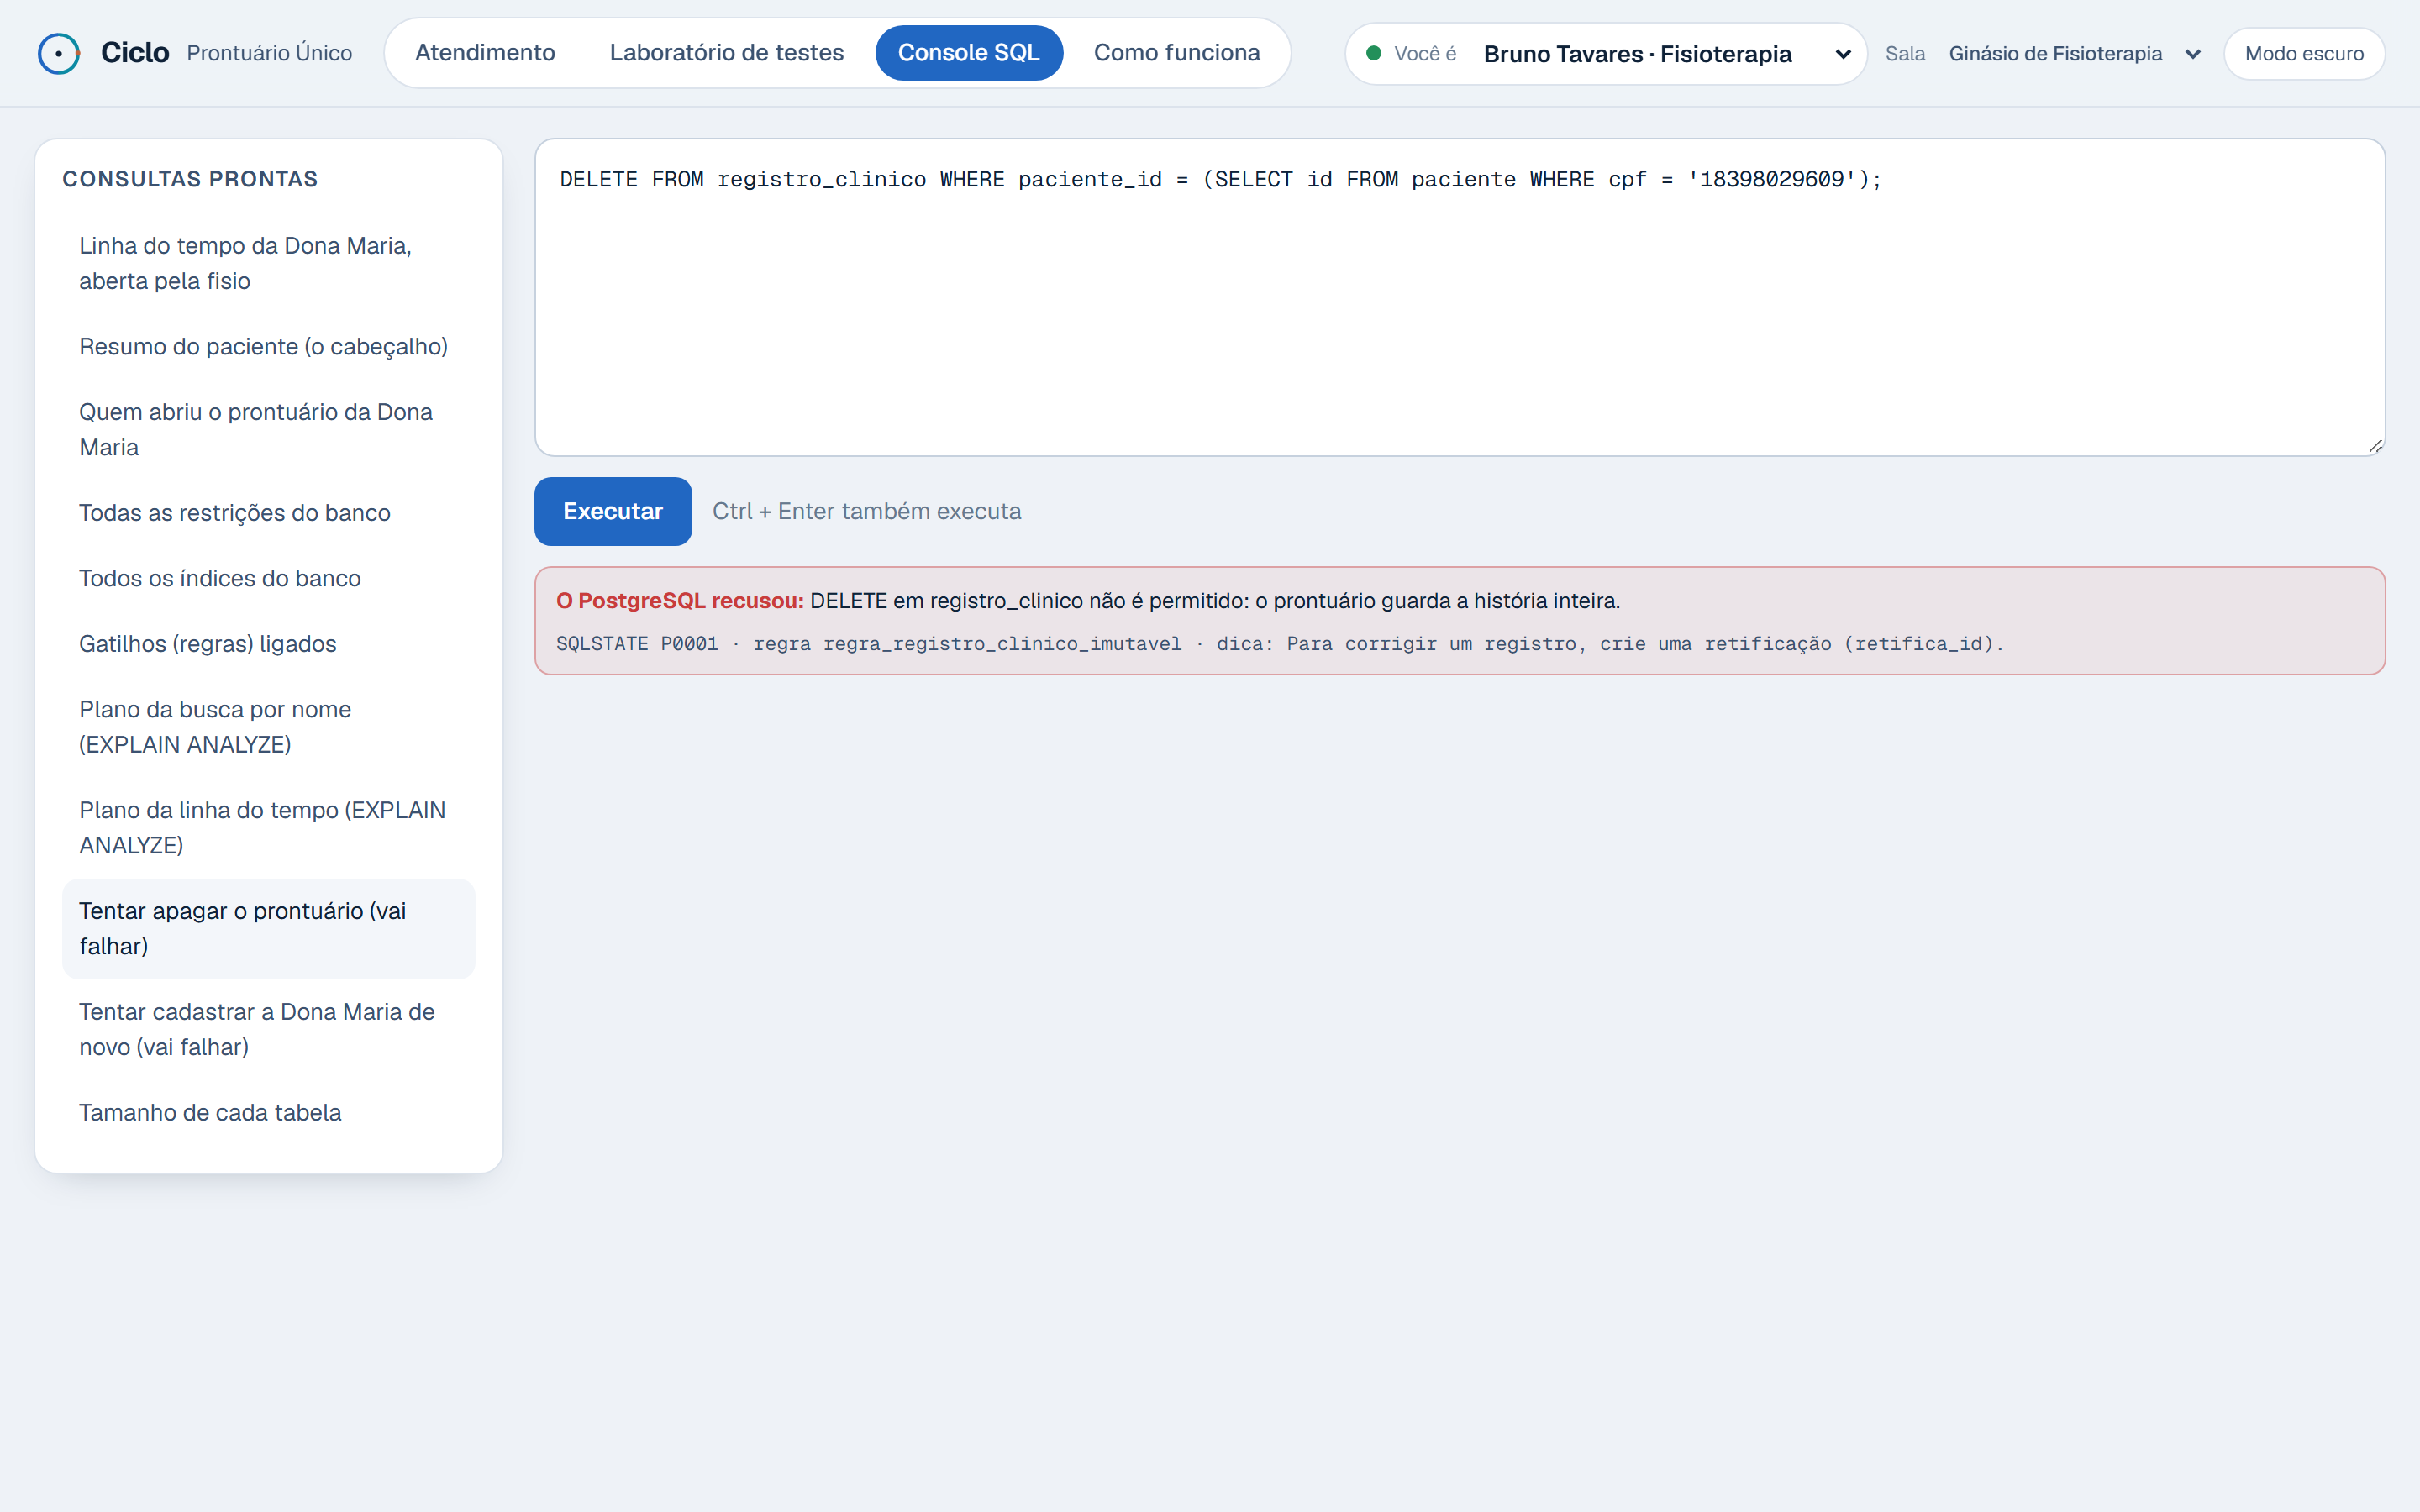 Ciclo Prontuário Único
Atendimento
Laboratório de testes
Console SQL
Como funciona
Você é Bruno Tavares · Fisioterapia
Sala Ginásio de Fisioterapia
Modo escuro
CONSULTAS PRONTAS
Linha do tempo da Dona Maria,
aberta pela fisio
Resumo do paciente (o cabeçalho)
Quem abriu o prontuário da Dona
Maria
Todas as restrições do banco
Todos os índices do banco
Gatilhos (regras) ligados
Plano da busca por nome
(EXPLAIN ANALYZE)
Plano da linha do tempo (EXPLAIN
ANALYZE)
Tentar apagar o prontuário (vai
falhar)
Tentar cadastrar a Dona Maria de
novo (vai falhar)
Tamanho de cada tabela
DELETE FROM registro_clinico WHERE paciente_id = (SELECT id FROM paciente WHERE cpf = '18398029609');
Executar
Ctrl + Enter também executa
O PostgreSQL recusou: DELETE em registro_clinico não é permitido: o prontuário guarda a história inteira.
SQLSTATE P0001 · regra regra_registro_clinico_imutavel · dica: Para corrigir um registro, crie uma retificação (retifica_id).